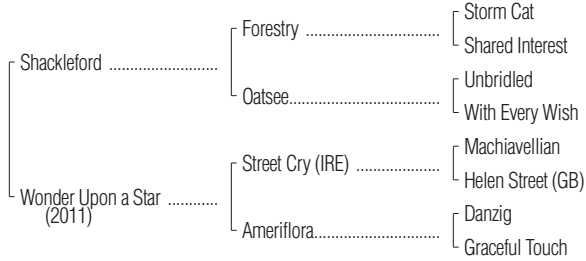 Storm Cat
Forestry
Shared Interest
Shackleford
Unbridled
Oatsee
With Every Wish
Machiavellian
Street Cry (IRE)
Helen Street (GB)
Wonder Upon a Star
(2011)
Danzig
Ameriflora
Graceful Touch